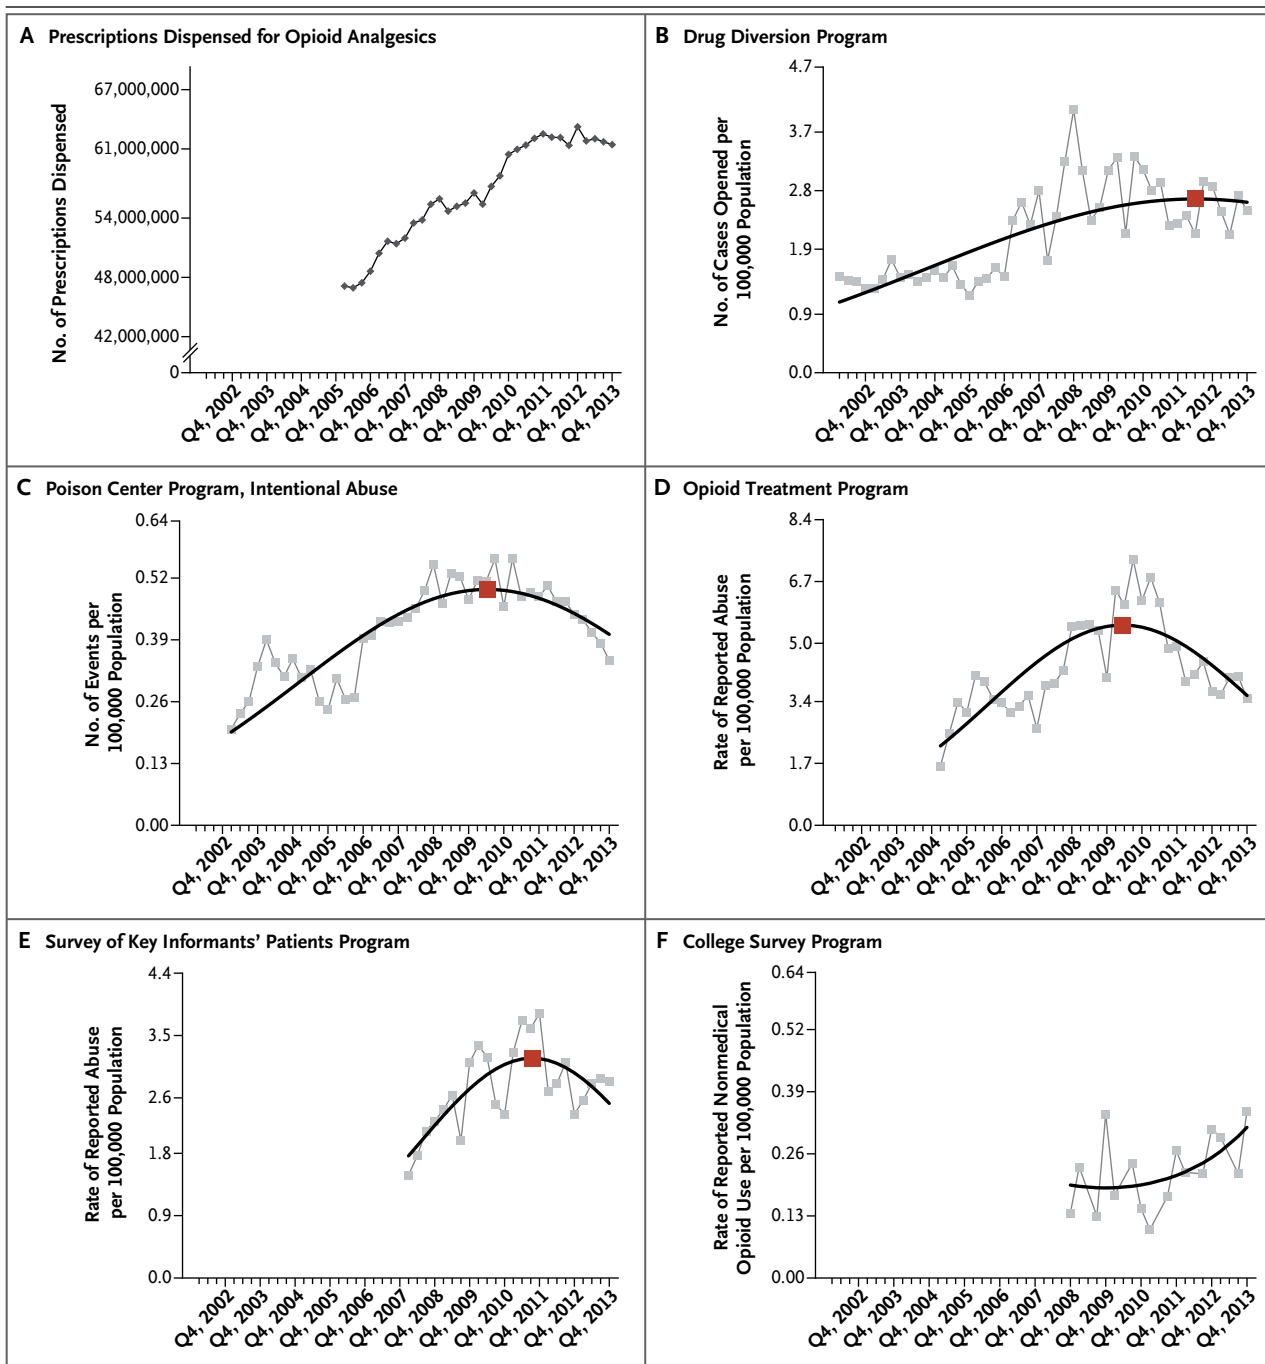 A Prescriptions Dispensed for Opioid Analgesics
No. of Prescriptions Dispensed
67,000,000
61,000,000
54,000,000
48,000,000
42,000,000
0
Q4, 2002
Q4, 2003
Q4, 2004
Q4, 2005
Q4, 2006
Q4, 2007
Q4, 2008
Q4, 2009
Q4, 2010
Q4, 2011
Q4, 2012
Q4, 2013
B Drug Diversion Program
No. of Cases Opened per
100,000 Population
4.7
3.7
2.8
1.9
0.9
0.0
Q4, 2002
Q4, 2003
Q4, 2004
Q4, 2005
Q4, 2006
Q4, 2007
Q4, 2008
Q4, 2009
Q4, 2010
Q4, 2011
Q4, 2012
Q4, 2013
C Poison Center Program, Intentional Abuse
No. of Events per
100,000 Population
0.64
0.52
0.39
0.26
0.13
0.00
Q4, 2002
Q4, 2003
Q4, 2004
Q4, 2005
Q4, 2006
Q4, 2007
Q4, 2008
Q4, 2009
Q4, 2010
Q4, 2011
Q4, 2012
Q4, 2013
D Opioid Treatment Program
Rate of Reported Abuse
per 100,000 Population
8.4
6.7
5.0
3.4
1.7
0.0
Q4, 2002
Q4, 2003
Q4, 2004
Q4, 2005
Q4, 2006
Q4, 2007
Q4, 2008
Q4, 2009
Q4, 2010
Q4, 2011
Q4, 2012
Q4, 2013
E Survey of Key Informants’ Patients Program
Rate of Reported Abuse
per 100,000 Population
4.4
3.5
2.6
1.8
0.9
0.0
Q4, 2002
Q4, 2003
Q4, 2004
Q4, 2005
Q4, 2006
Q4, 2007
Q4, 2008
Q4, 2009
Q4, 2010
Q4, 2011
Q4, 2012
Q4, 2013
F College Survey Program
Rate of Reported Nonmedical
Opioid Use per 100,000 Population
0.64
0.52
0.39
0.26
0.13
0.00
Q4, 2002
Q4, 2003
Q4, 2004
Q4, 2005
Q4, 2006
Q4, 2007
Q4, 2008
Q4, 2009
Q4, 2010
Q4, 2011
Q4, 2012
Q4, 2013